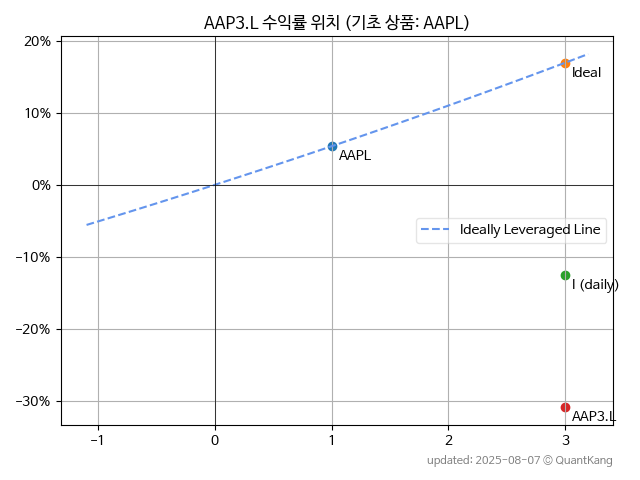 AAP3.L 수익률 위치 (기초 상품: AAPL)
20%
Ideal
10%
AAPL
0%
Ideally Leveraged Line
−10%
I (daily)
−20%
−30%
AAP3.L
−1
0
1
2
3
updated: 2025-08-07 © QuantKang